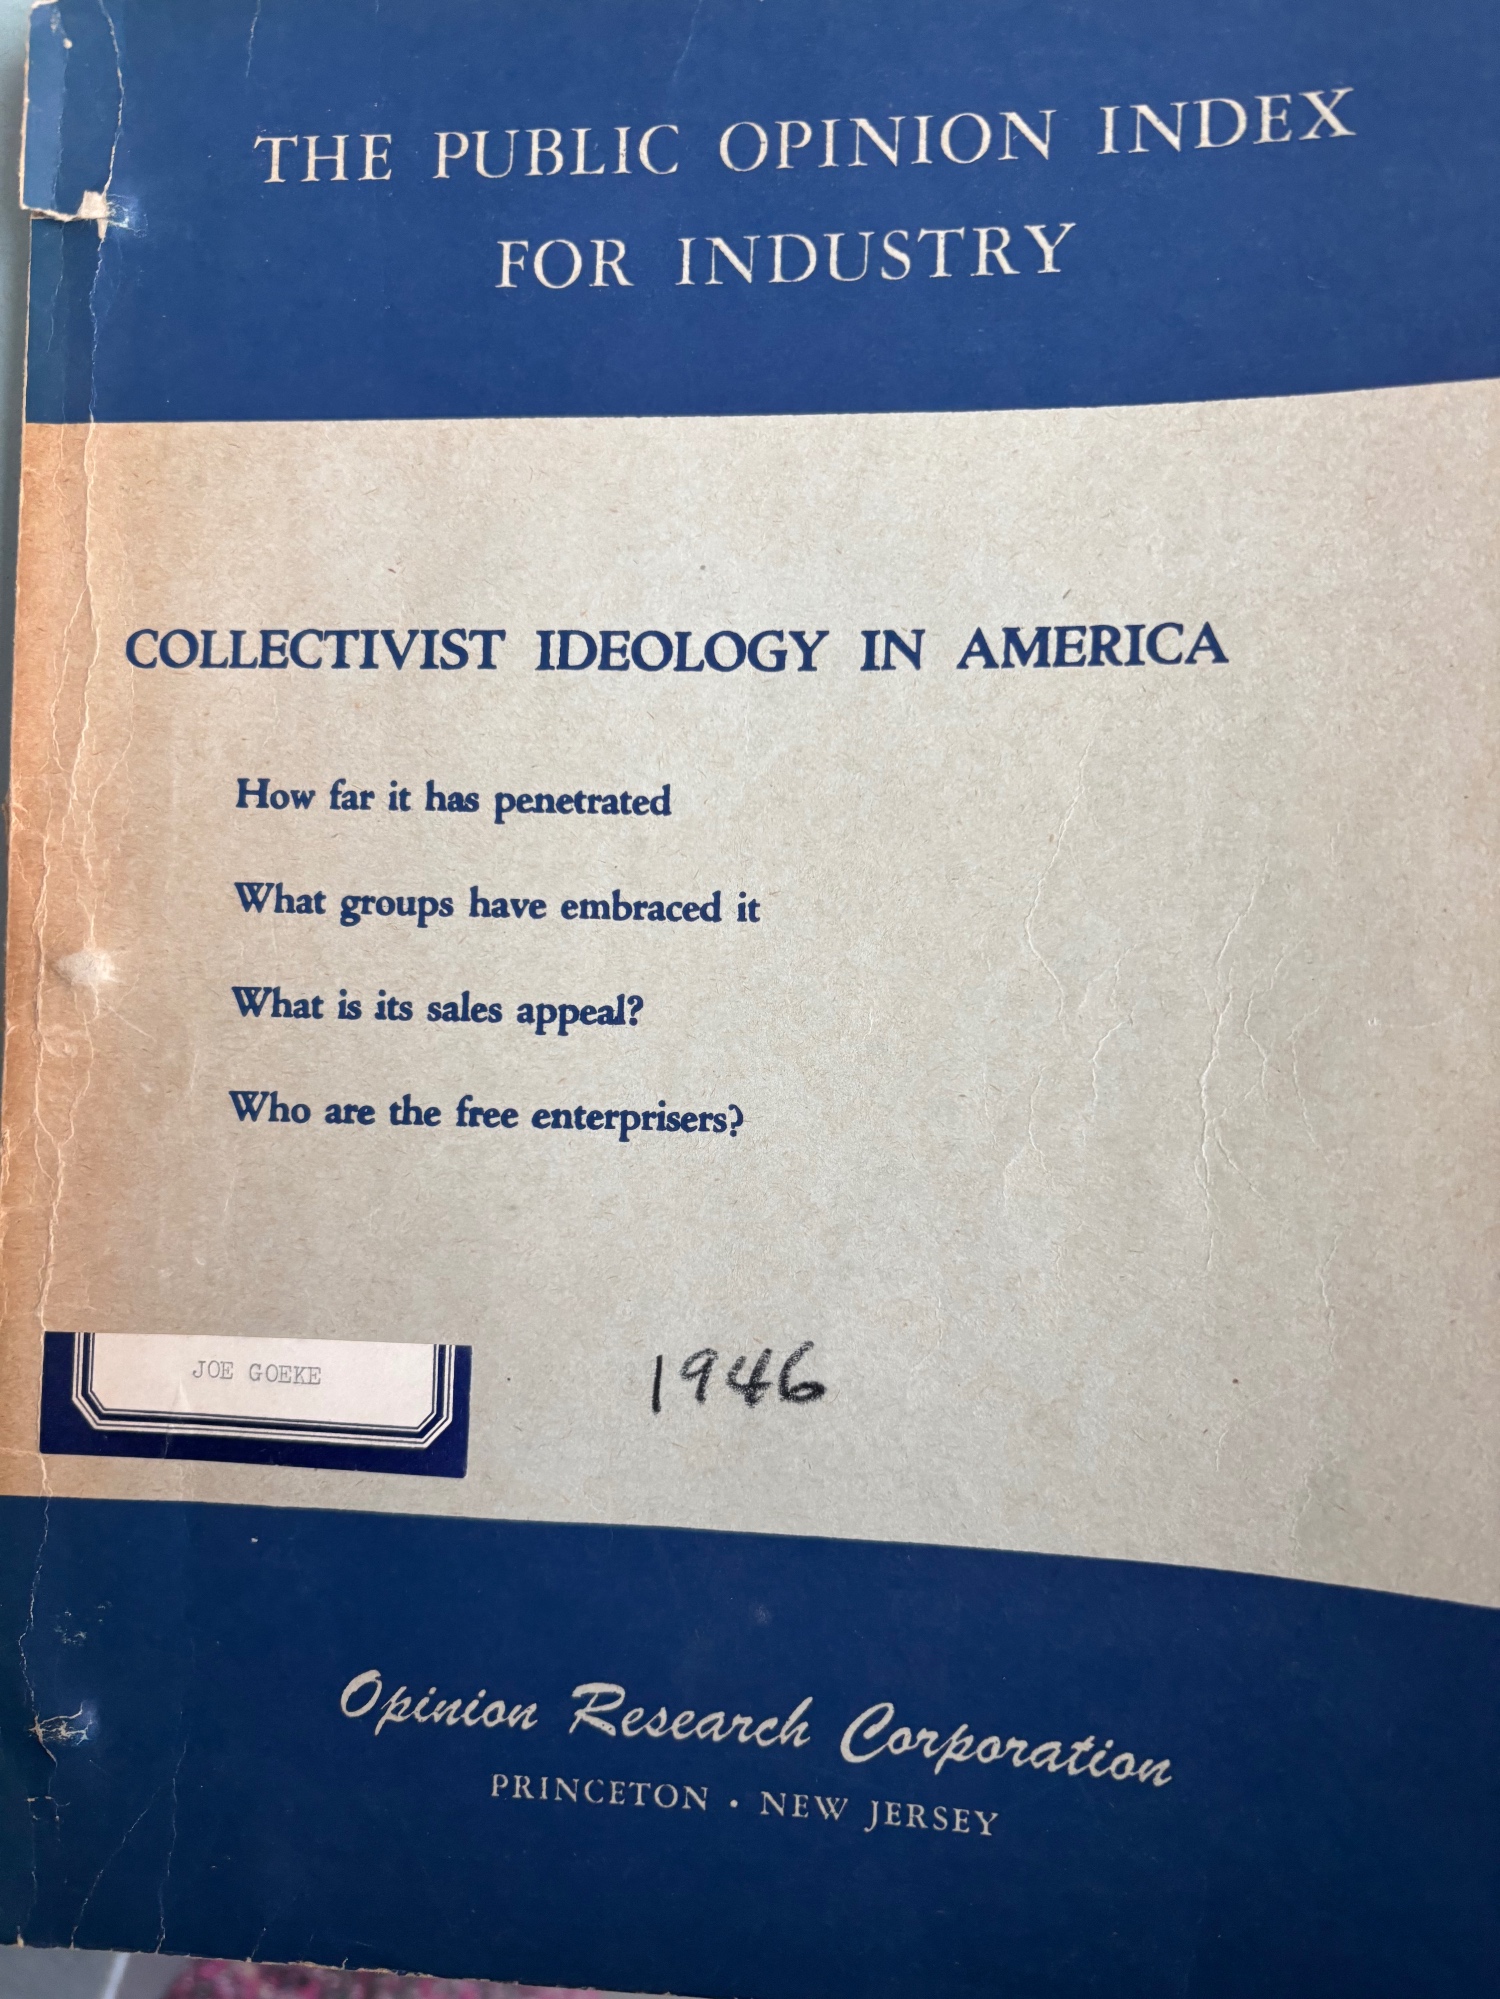 THE PUBLIC OPINION INDEX
FOR INDUSTRY
COLLECTIVIST IDEOLOGY IN AMERICA
How far it has penetrated
What groups have embraced it
What is its sales appeal?
Who are the free enterprisers?
JOE GOEKE
1946
Opinion Research Corporation
PRINCETON • NEW JERSEY